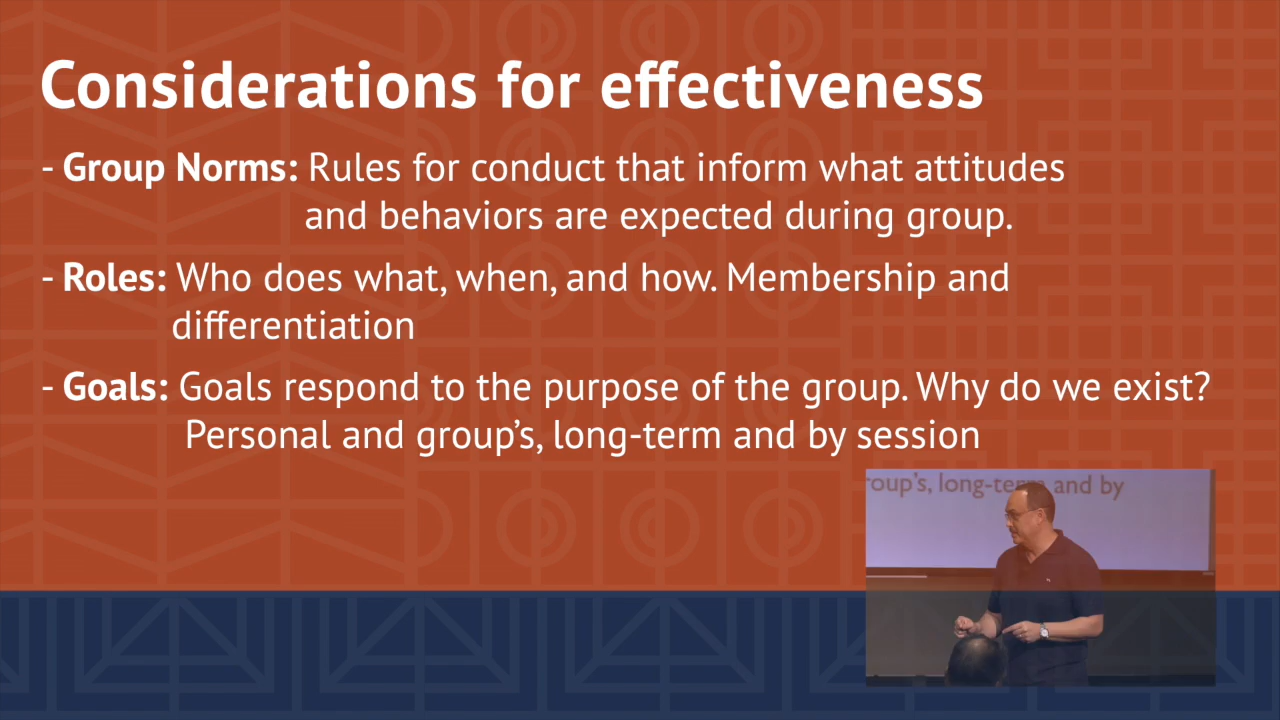 Considerations for effectiveness
- Group Norms: Rules for conduct that inform what attitudes
and behaviors are expected during group.
- Roles: Who does what, when, and how. Membership and
differentiation
- Goals: Goals respond to the purpose of the group. Why do we exist?
Personal and group's, long-term and by session
roup's, long-term and by